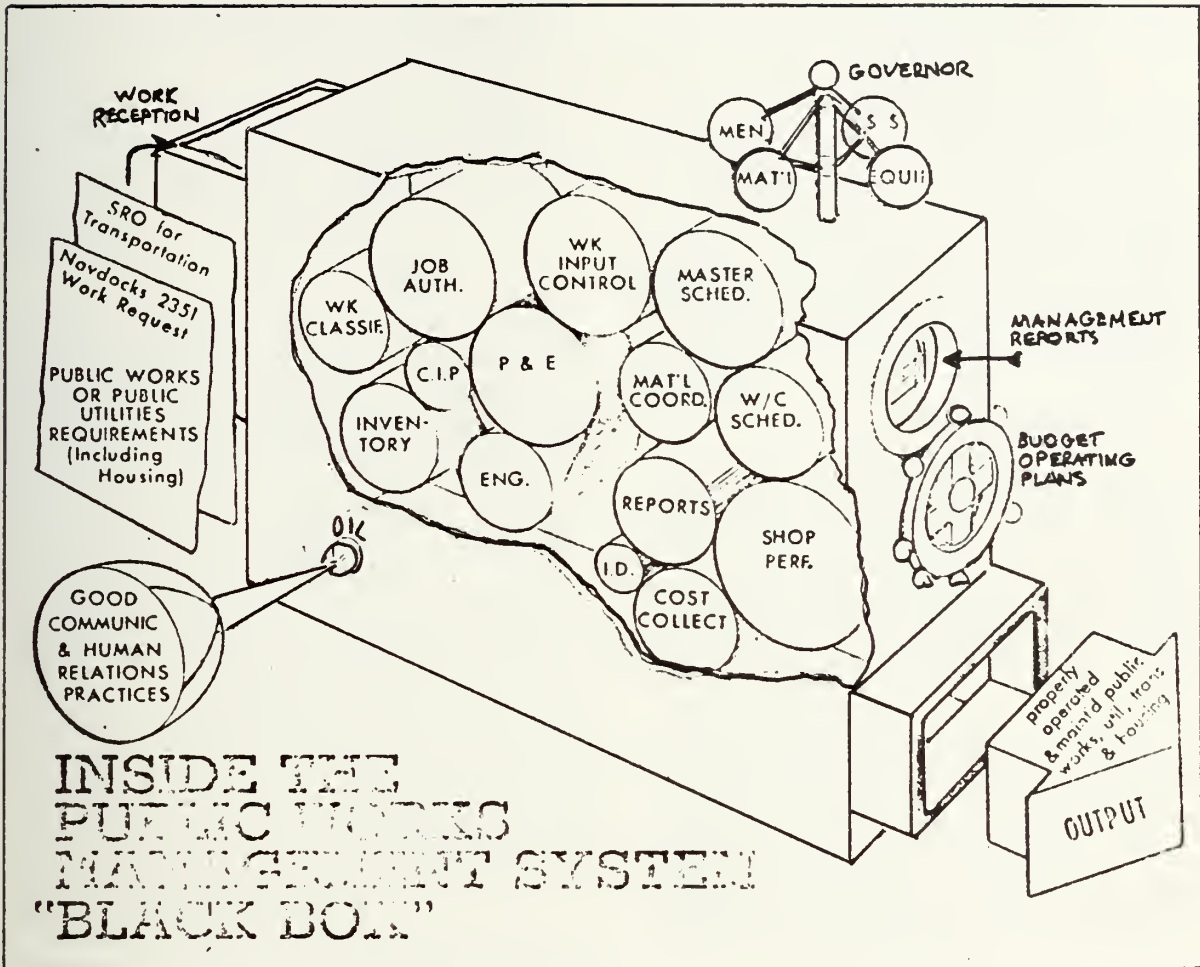 WORK
RECEPTION
GOVERNOR
MEN
$ $
MAT'L
EQUI
SRO for
Transportation
Navdocks 2351
Work Request
PUBLIC WORKS
OR PUBLIC
UTILITIES
REQUIREMENTS
(Including
Housing)
JOB
AUTH.
WK
INPUT
CONTROL
MASTER
SCHED.
WK
CLASSIF.
C.I.P
P & E
MAT'L
COORD.
W/C
SCHED.
INVEN-
TORY
ENG.
REPORTS
SHOP
PERF.
I.D.
COST
COLLECT
MANAGEMENT
REPORTS
BUDGET
OPERATING
PLANS
OIL
GOOD
COMMUNIC
& HUMAN
RELATIONS
PRACTICES
properly
operated
& maint'd public
works, util, trans
& housing
OUTPUT
INSIDE THE
PUBLIC WORKS
MANAGEMENT SYSTEM
"BLACK BOX"